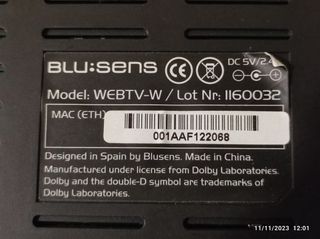 BLU:SENS
DC 5V/2.4
Model: WEBTV-W / Lot Nr: 1160032
MAC (ETH)
001AAF122068
Designed in Spain by Blusens. Made in China.
Manufactured under license from Dolby Laboratories.
Dolby and the double-D symbol are trademarks of
Dolby Laboratories.
11/11/2023 12:01